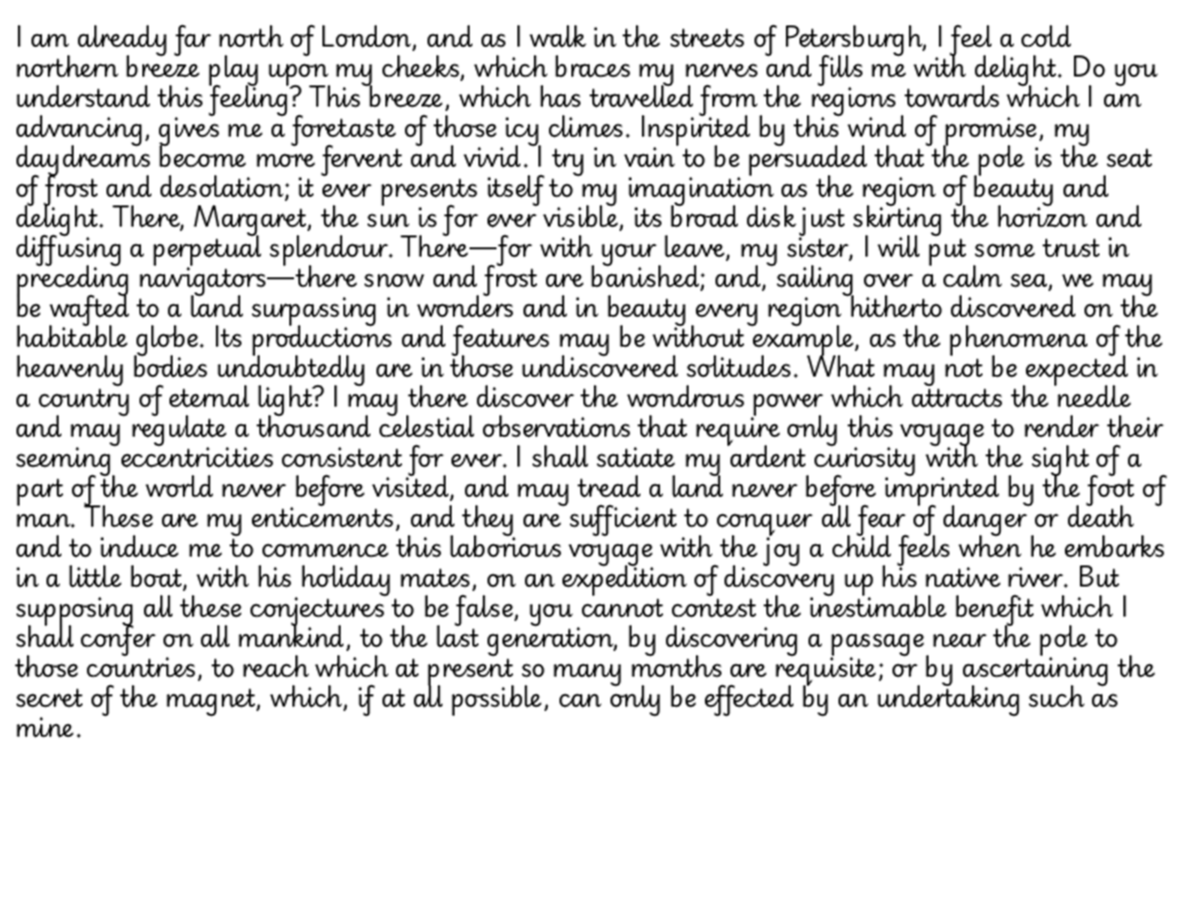 I am already far north of London, and as I walk in the streets of Petersburgh, I feel a cold
northern breeze play upon my cheeks, which braces my nerves and fills me with delight. Do you
understand this feeling? This breeze, which has travelled from the regions towards which I am
advancing, gives me a foretaste of those icy climes. Inspirited by this wind of promise, my
daydreams become more fervent and vivid. I try in vain to be persuaded that the pole is the seat
of frost and desolation; it ever presents itself to my imagination as the region of beauty and
delight. There, Margaret, the sun is for ever visible, its broad disk just skirting the horizon and
diffusing a perpetual splendour. There—for with your leave, my sister, I will put some trust in
preceding navigators—there snow and frost are banished; and, sailing over a calm sea, we may
be wafted to a land surpassing in wonders and in beauty every region hitherto discovered on the
habitable globe. Its productions and features may be without example, as the phenomena of the
heavenly bodies undoubtedly are in those undiscovered solitudes. What may not be expected in
a country of eternal light? I may there discover the wondrous power which attracts the needle
and may regulate a thousand celestial observations that require only this voyage to render their
seeming eccentricities consistent for ever. I shall satiate my ardent curiosity with the sight of a
part of the world never before visited, and may tread a land never before imprinted by the foot of
man. These are my enticements, and they are sufficient to conquer all fear of danger or death
and to induce me to commence this laborious voyage with the joy a child feels when he embarks
in a little boat, with his holiday mates, on an expedition of discovery up his native river. But
supposing all these conjectures to be false, you cannot contest the inestimable benefit which I
shall confer on all mankind, to the last generation, by discovering a passage near the pole to
those countries, to reach which at present so many months are requisite; or by ascertaining the
secret of the magnet, which, if at all possible, can only be effected by an undertaking such as
mine.